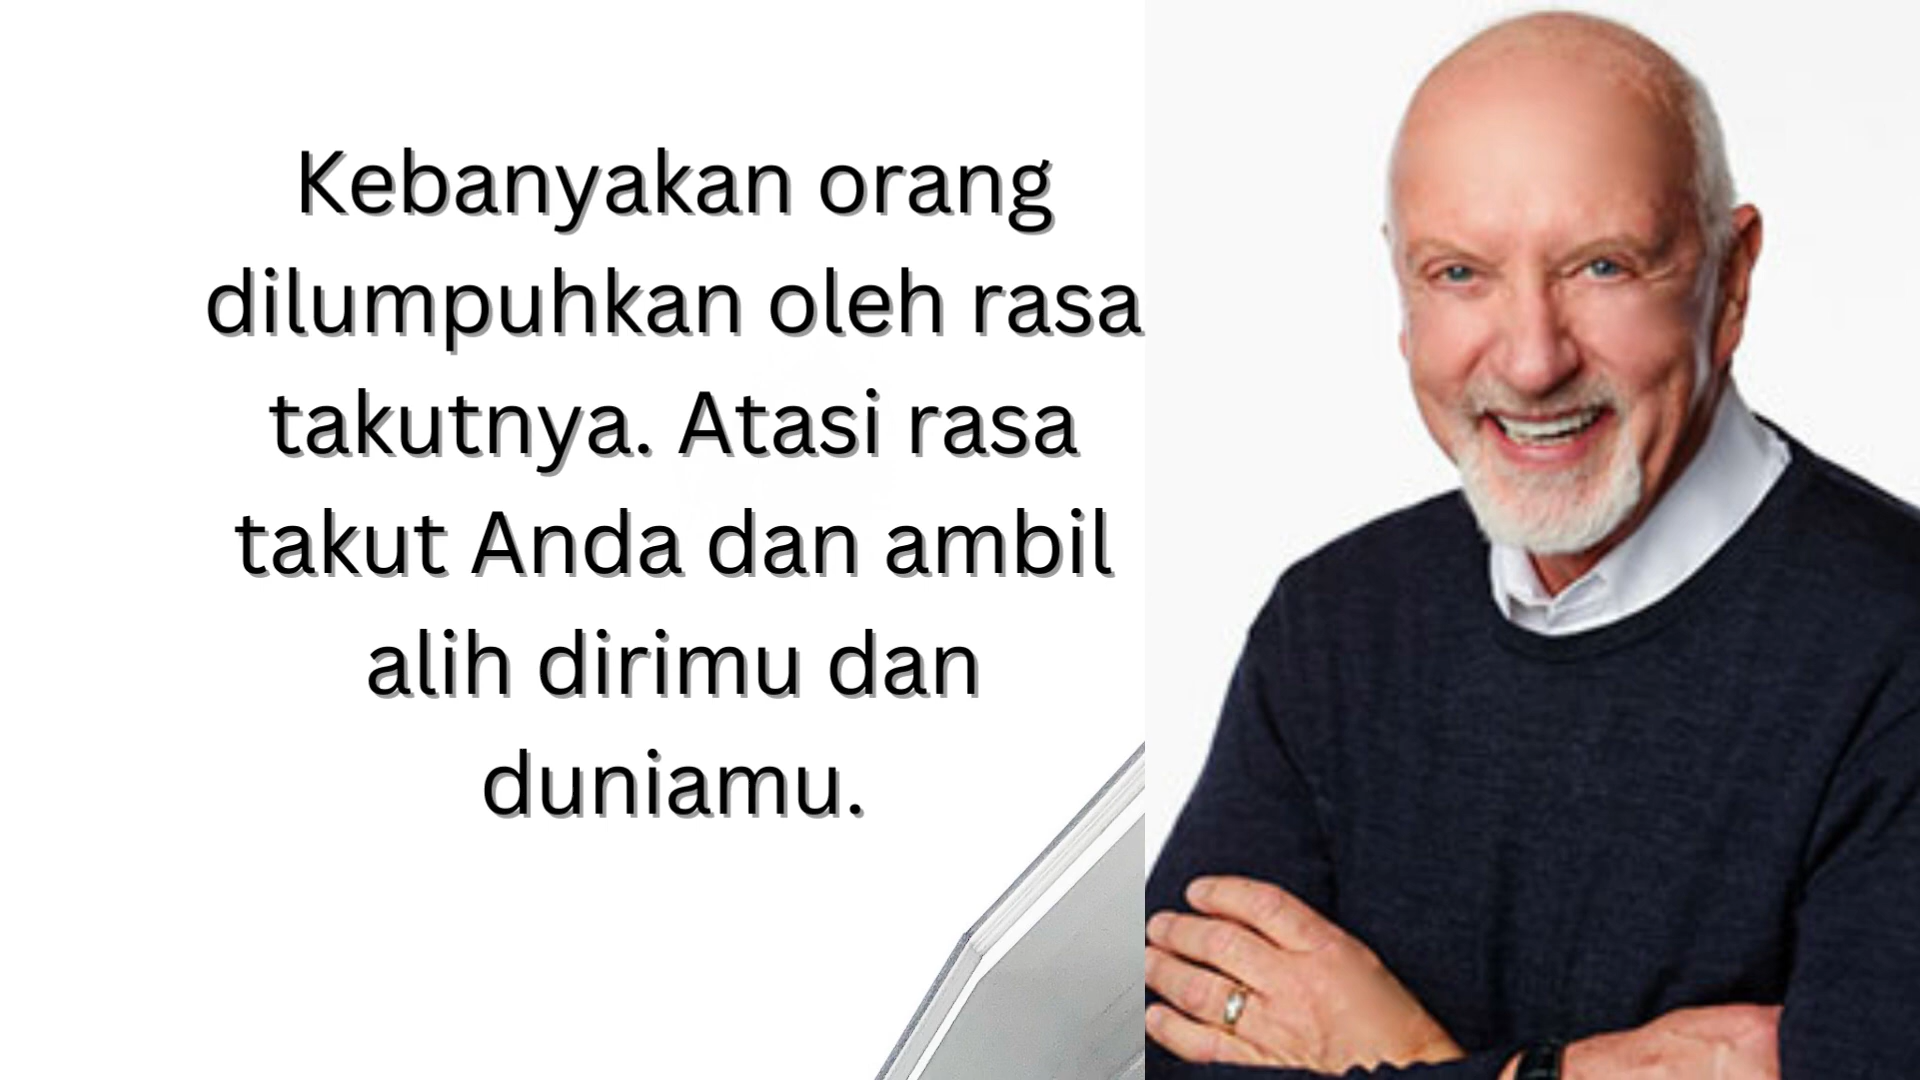 Kebanyakan orang
dilumpuhkan oleh rasa
takutnya. Atasi rasa
takut Anda dan ambil
alih dirimu dan
duniamu.